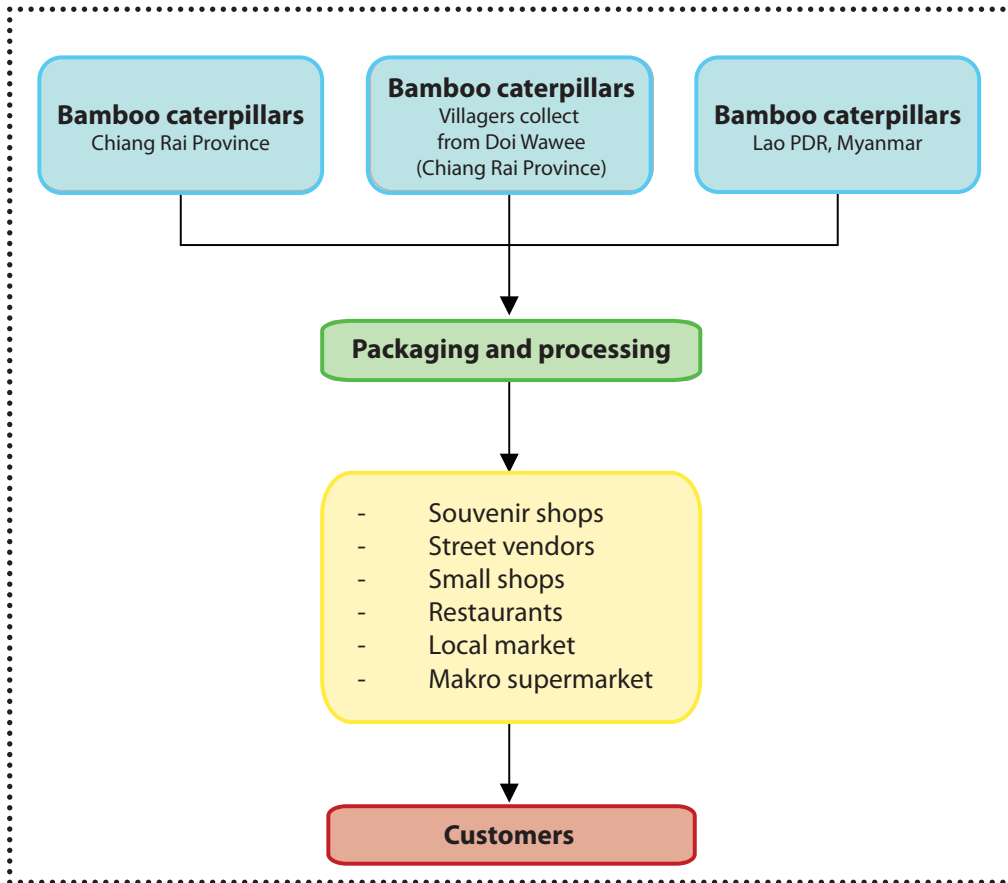 Bamboo caterpillars
Chiang Rai Province
Bamboo caterpillars
Villagers collect
from Doi Wawee
(Chiang Rai Province)
Bamboo caterpillars
Lao PDR, Myanmar
Packaging and processing
- Souvenir shops
- Street vendors
- Small shops
- Restaurants
- Local market
- Makro supermarket
Customers